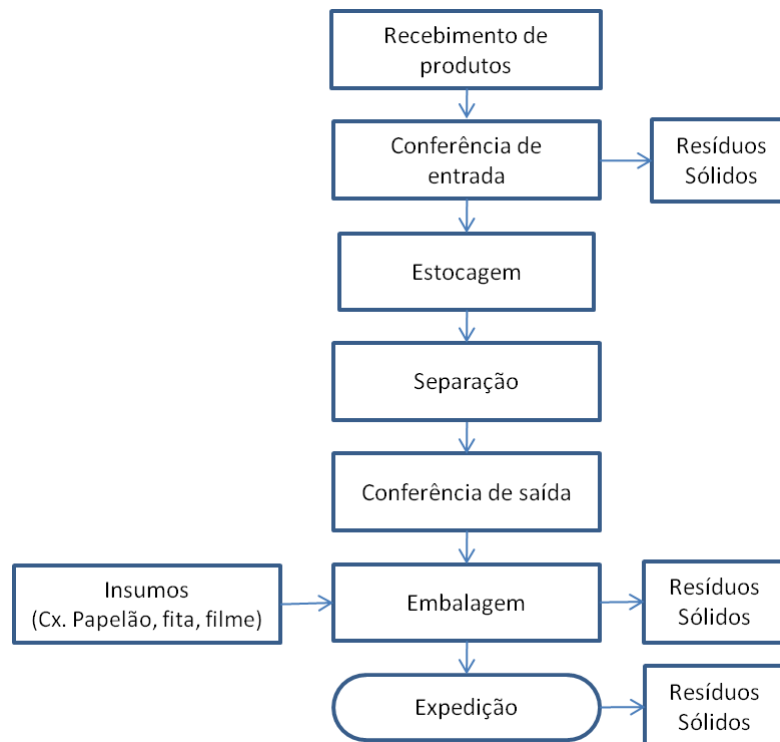 Recebimento de
produtos
Conferência de
entrada
Resíduos
Sólidos
Estocagem
Separação
Conferência de saída
Insumos
(Cx. Papelão, fita, filme)
Embalagem
Resíduos
Sólidos
Expedição
Resíduos
Sólidos